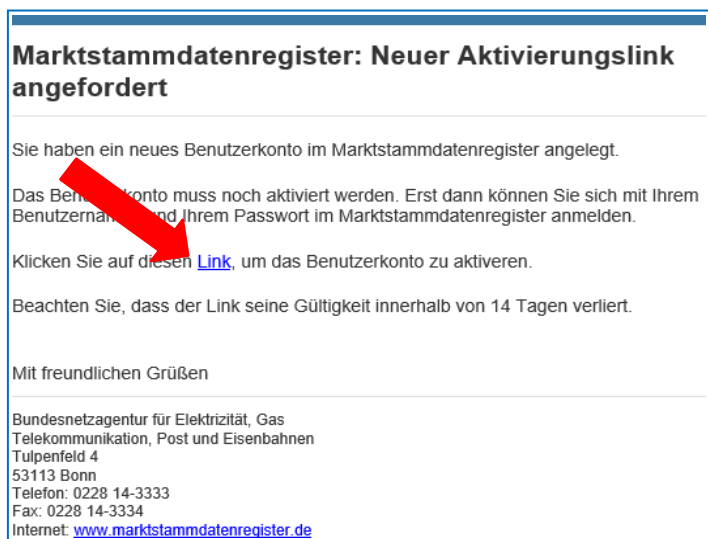 Marktstammdatenregister: Neuer Aktivierungslink
angefordert
Sie haben ein neues Benutzerkonto im Marktstammdatenregister angelegt.
Das konto muss noch aktiviert werden. Erst dann können Sie sich mit Ihrem
und Ihrem Passwort im Marktstammdatenregister anmelden.
Klicken Sie auf diesen Link, um das Benutzerkonto zu aktiveren.
Beachten Sie, dass der Link seine Gültigkeit innerhalb von 14 Tagen verliert.
Mit freundlichen Grüßen
Bundesnetzagentur für Elektrizität, Gas
Telekommunikation, Post und Eisenbahnen
Tulpenfeld 4
53113 Bonn
Telefon: 0228 14-3333
Fax: 0228 14-3334
Internet: www.marktstammdatenregister.de